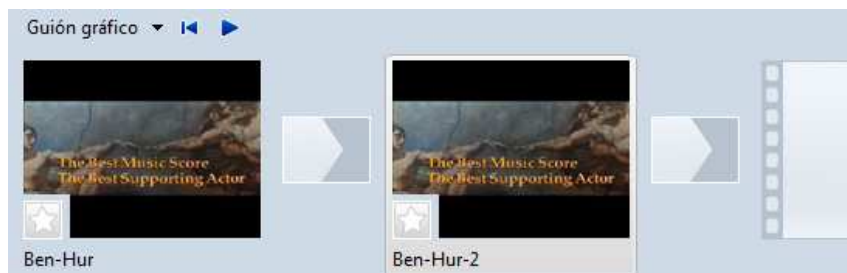 Guión gráfico
The Best Music Score
The Best Supporting Actor
The Best Music Score
The Best Supporting Actor
Ben-Hur
Ben-Hur-2